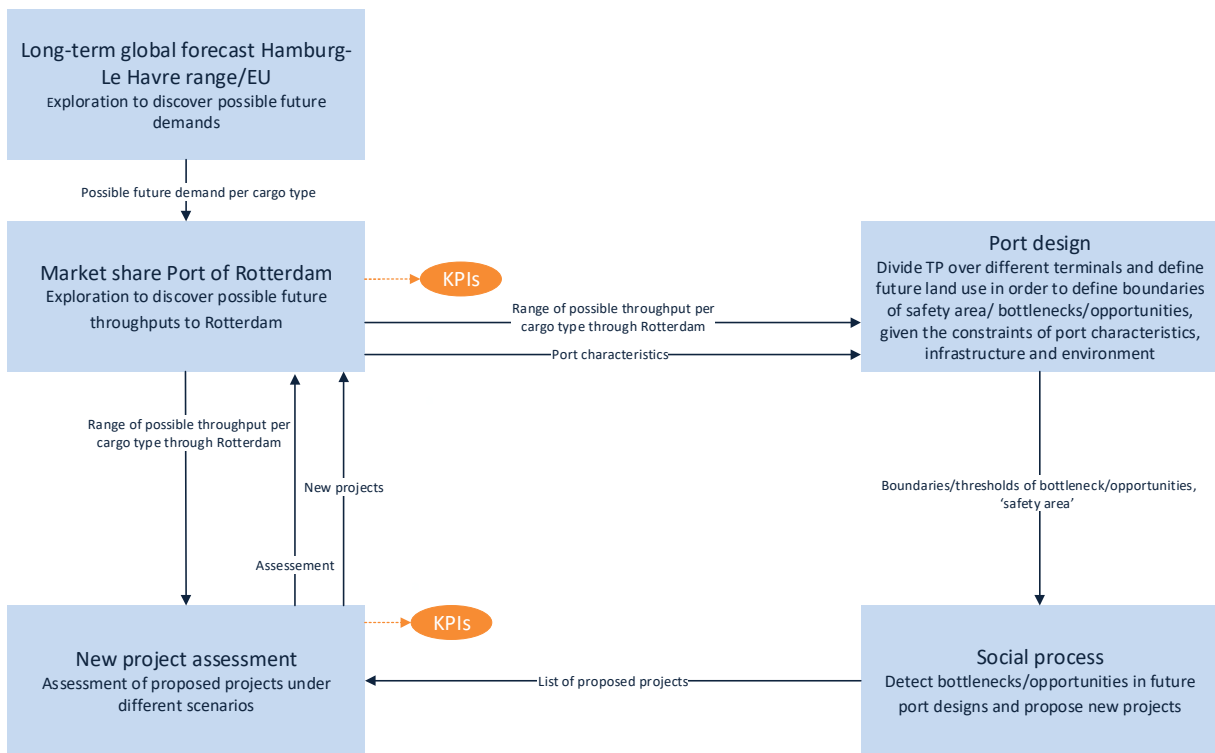 Long-term global forecast Hamburg-
Le Havre range/EU
Exploration to discover possible future
demands
Possible future demand per cargo type
Market share Port of Rotterdam
Exploration to discover possible future
throughputs to Rotterdam
KPIs
Range of possible throughput per
cargo type through Rotterdam
Port characteristics
Port design
Divide TP over different terminals and define
future land use in order to define boundaries
of safety area/ bottlenecks/opportunities,
given the constraints of port characteristics,
infrastructure and environment
Range of possible throughput per
cargo type through Rotterdam
New projects
Assessement
Boundaries/thresholds of bottleneck/opportunities,
‘safety area’
New project assessment
Assessment of proposed projects under
different scenarios
KPIs
List of proposed projects
Social process
Detect bottlenecks/opportunities in future
port designs and propose new projects